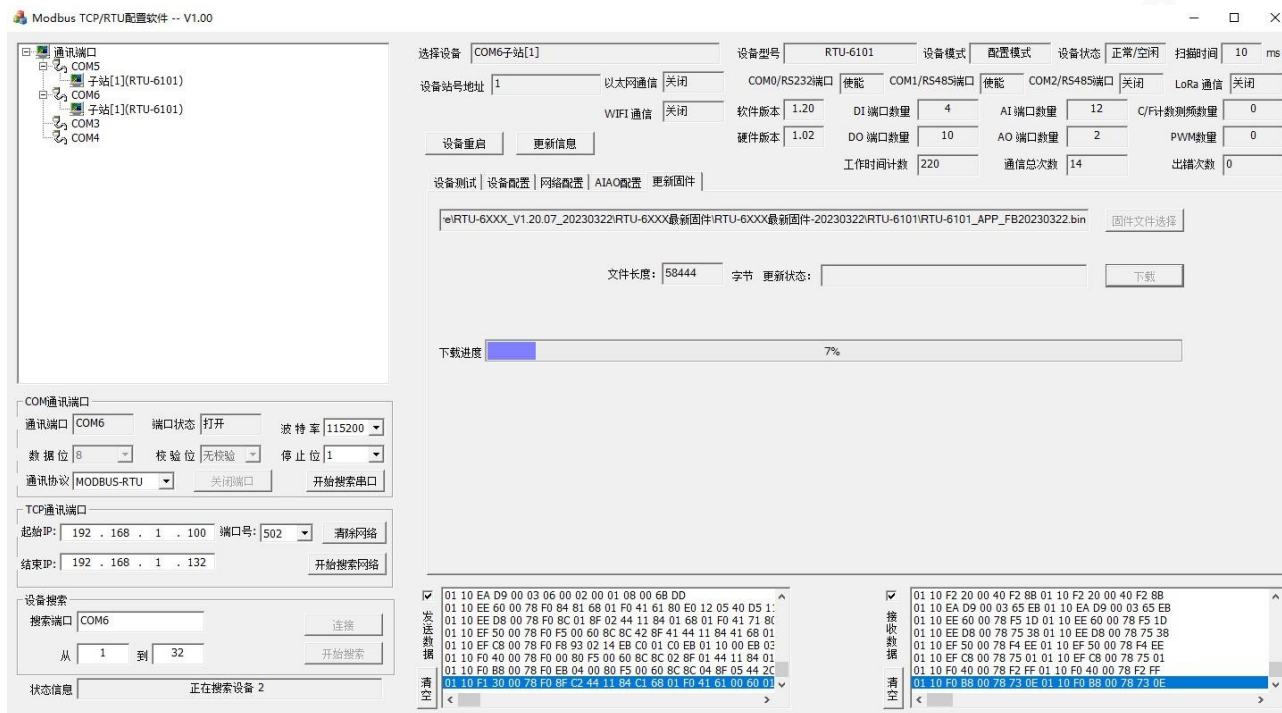 Modbus TCP/RTU配置软件 -- V1.00
通讯端口
COM5
子站[1](RTU-6101)
COM6
子站[1](RTU-6101)
COM3
COM4
选择设备 COM6子站[1] 设备型号 RTU-6101 设备模式 配置模式 设备状态 正常/空闲 扫描时间 10 ms
设备站号地址 1 以太网通信 关闭 COM0/RS232端口 使能 COM1/RS485端口 使能 COM2/RS485端口 关闭 LoRa 通信 关闭
WIFI 通信 关闭 软件版本 1.20 DI 端口数量 4 AI 端口数量 12 C/F计数测频数量 0
设备重启 更新信息 硬件版本 1.02 DO 端口数量 10 AO 端口数量 2 PWM数量 0
工作时间计数 220 通信总次数 14 出错次数 0
设备测试 设备配置 网络配置 AIAO配置 更新固件
e\RTU-6XXX_V1.20.07_20230322\RTU-6XXX最新固件\RTU-6XXX最新固件-20230322\RTU-6101\RTU-6101_APP_FB20230322.bin 固件文件选择
文件长度: 58444 字节 更新状态: 下载
下载进度 7%
COM通讯端口
通讯端口 COM6 端口状态 打开 波特率 115200
数据位 8 校验位 无校验 停止位 1
通讯协议 MODBUS-RTU 关闭端口 开始搜索串口
TCP通讯端口
起始IP: 192 . 168 . 1 . 100 端口号: 502 清除网络
结束IP: 192 . 168 . 1 . 132 开始搜索网络
设备搜索
搜索端口 COM6 连接
从 1 到 32 开始搜索
状态信息 正在搜索设备 2
发送数据
清空
01 10 EA D9 00 03 06 00 02 00 01 08 00 6B DD
01 10 EE 60 00 78 F0 84 81 68 01 F0 41 61 80 E0 12 05 40 D5
01 10 EE D8 00 78 F0 8C 01 8F 02 44 11 84 01 68 01 F0 41 71
01 10 EF 50 00 78 F0 F5 00 60 8C 8C 42 8F 41 44 11 84 41 68 01
01 10 EF C8 00 78 F0 F8 93 02 14 EB C0 01 C0 EB 01 10 00 EB
01 10 F0 40 00 78 F0 00 80 F5 00 60 8C 8C 02 8F 01 44 11 84 01
01 10 F0 B8 00 78 F0 EB 04 00 80 F5 00 60 8C 8C 04 8F 05 44
01 10 F1 30 00 78 F0 8F C2 44 11 84 C1 68 01 F0 41 61 00 60 01
接收数据
清空
01 10 F2 20 00 40 F2 8B 01 10 F2 20 00 40 F2 8B
01 10 EA D9 00 03 65 EB 01 10 EA D9 00 03 65 EB
01 10 EE 60 00 78 F5 1D 01 10 EE 60 00 78 F5 1D
01 10 EE D8 00 78 75 38 01 10 EE D8 00 78 75 38
01 10 EF 50 00 78 F4 EE 01 10 EF 50 00 78 F4 EE
01 10 EF C8 00 78 75 01 01 10 EF C8 00 78 75 01
01 10 F0 40 00 78 F2 FF 01 10 F0 40 00 78 F2 FF
01 10 F0 B8 00 78 73 0E 01 10 F0 B8 00 78 73 0E